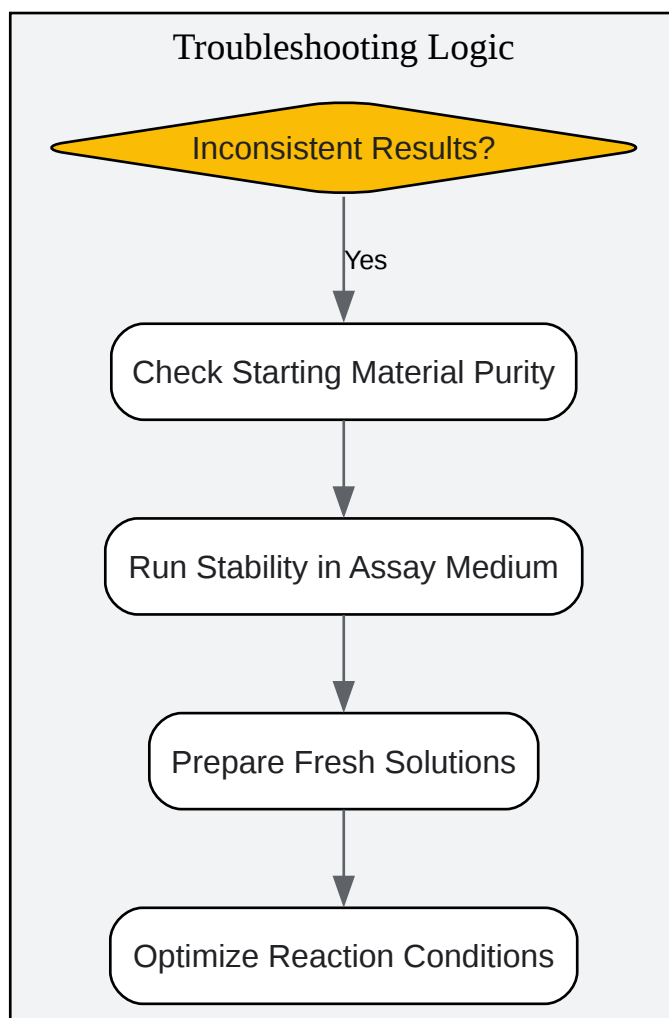 Troubleshooting Logic
Inconsistent Results?
Yes
Check Starting Material Purity
Run Stability in Assay Medium
Prepare Fresh Solutions
Optimize Reaction Conditions